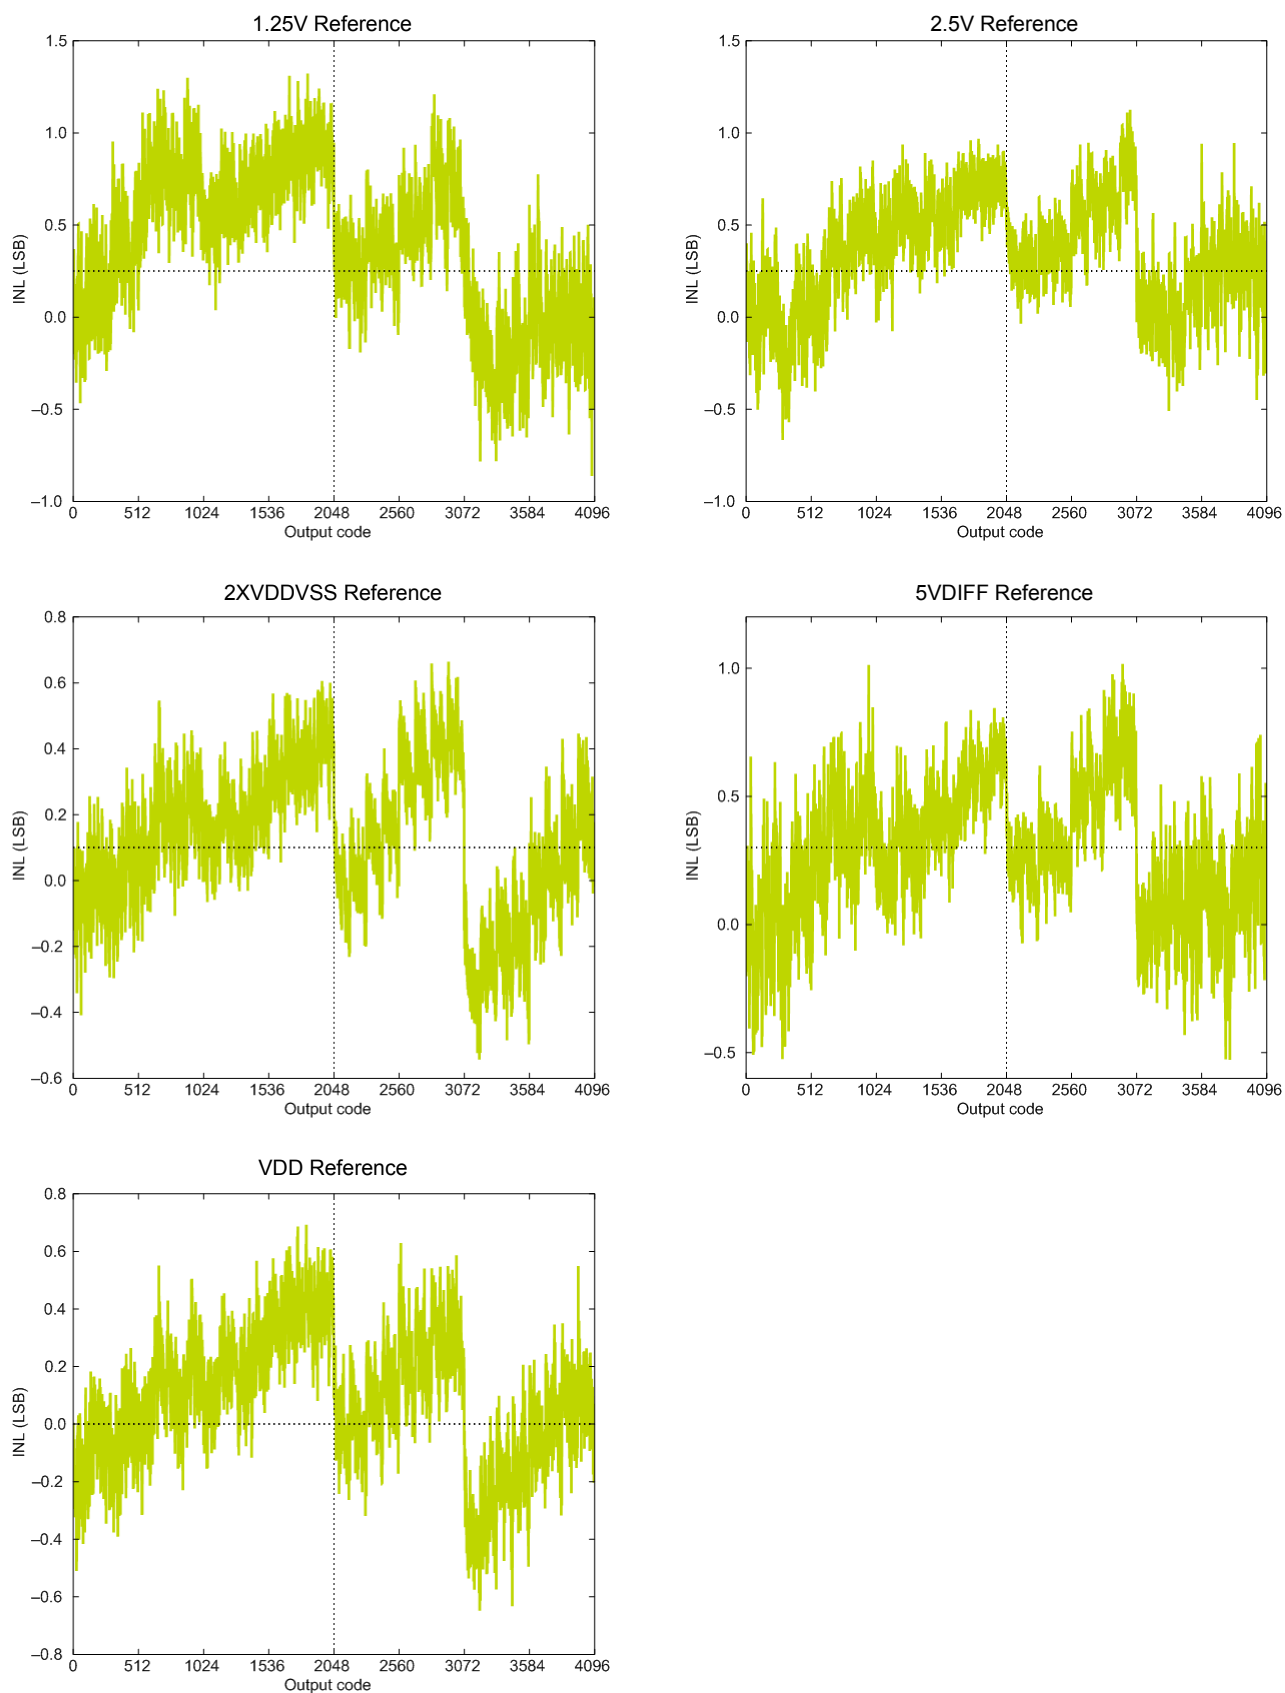 1.25V Reference
1.5
1.0
0.5
0.0
–0.5
–1.0
INL (LSB)
0 512 1024 1536 2048 2560 3072 3584 4096
Output code
2.5V Reference
1.5
1.0
0.5
0.0
–0.5
–1.0
INL (LSB)
0 512 1024 1536 2048 2560 3072 3584 4096
Output code
2XVDDVSS Reference
0.8
0.6
0.4
0.2
0.0
–0.2
–0.4
–0.6
INL (LSB)
0 512 1024 1536 2048 2560 3072 3584 4096
Output code
5VDIFF Reference
1.0
0.5
0.0
–0.5
INL (LSB)
0 512 1024 1536 2048 2560 3072 3584 4096
Output code
VDD Reference
0.8
0.6
0.4
0.2
0.0
–0.2
–0.4
–0.6
–0.8
INL (LSB)
0 512 1024 1536 2048 2560 3072 3584 4096
Output code